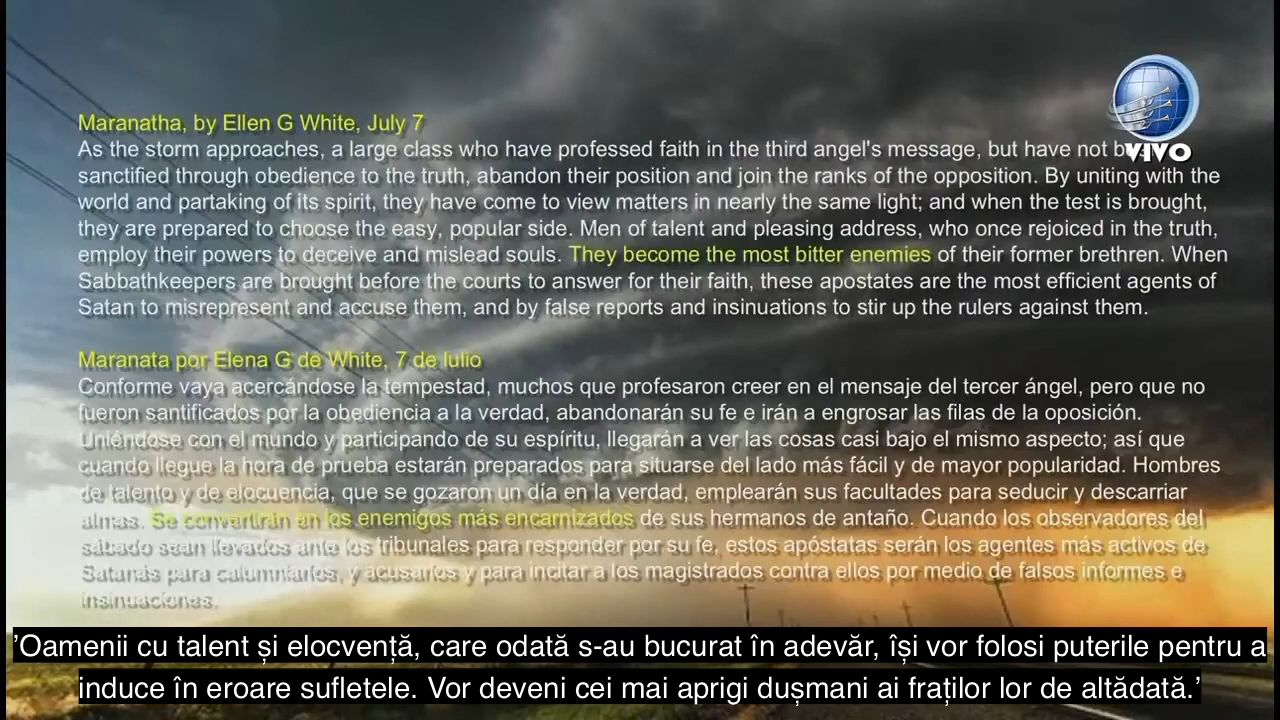 Maranatha, by Ellen G White, July 7
As the storm approaches, a large class who have professed faith in the third angel's message, but have not
sanctified through obedience to the truth, abandon their position and join the ranks of the opposition. By uniting with the
world and partaking of its spirit, they have come to view matters in nearly the same light; and when the test is brought,
they are prepared to choose the easy, popular side. Men of talent and pleasing address, who once rejoiced in the truth,
employ their powers to deceive and mislead souls. They become the most bitter enemies of their former brethren. When
Sabbathkeepers are brought before the courts to answer for their faith, these apostates are the most efficient agents of
Satan to misrepresent and accuse them, and by false reports and insinuations to stir up the rulers against them.
VIVO
Maranata por Elena G de White, 7 de Iulio
Conforme vaya acercándose la tempestad, muchos que profesaron creer en el mensaje del tercer ángel, pero que no
fueron santificados por la obediencia a la verdad, abandonarán su fe e irán a engrosar las filas de la oposición.
Uniéndose con el mundo y participando de su espíritu, llegarán a ver las cosas casi bajo el mismo aspecto; así que
cuando llegue la hora de prueba estarán preparados para situarse del lado más fácil y de mayor popularidad. Hombres
de talento y de elocuencia, que se gozaron un día en la verdad, emplearán sus facultades para seducir y descarriar
almas. Se convertirán en los enemigos más encarnizados de sus hermanos de antaño. Cuando los observadores del
sábado sean llevados ante los tribunales para responder por su fe, estos apóstatas serán los agentes más activos de
Satanás para calumniarlos, y acusarlos y para incitar a los magistrados contra ellos por medio de falsos informes e
insinuaciones.
’Oamenii cu talent și elocvență, care odată s-au bucurat în adevăr, își vor folosi puterile pentru a
induce în eroare sufletele. Vor deveni cei mai aprigi dușmani ai fraților lor de altădată.’